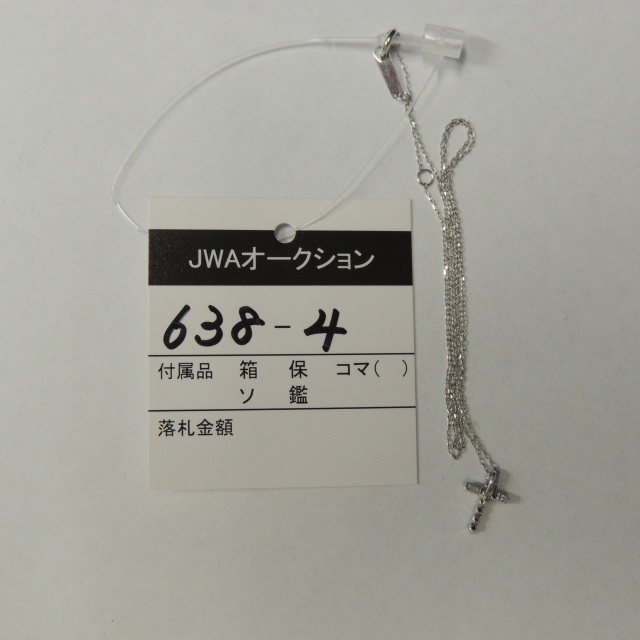 JWAオークション
638-4
付属品 箱 保 コマ( )
ソ 鑑
落札金額